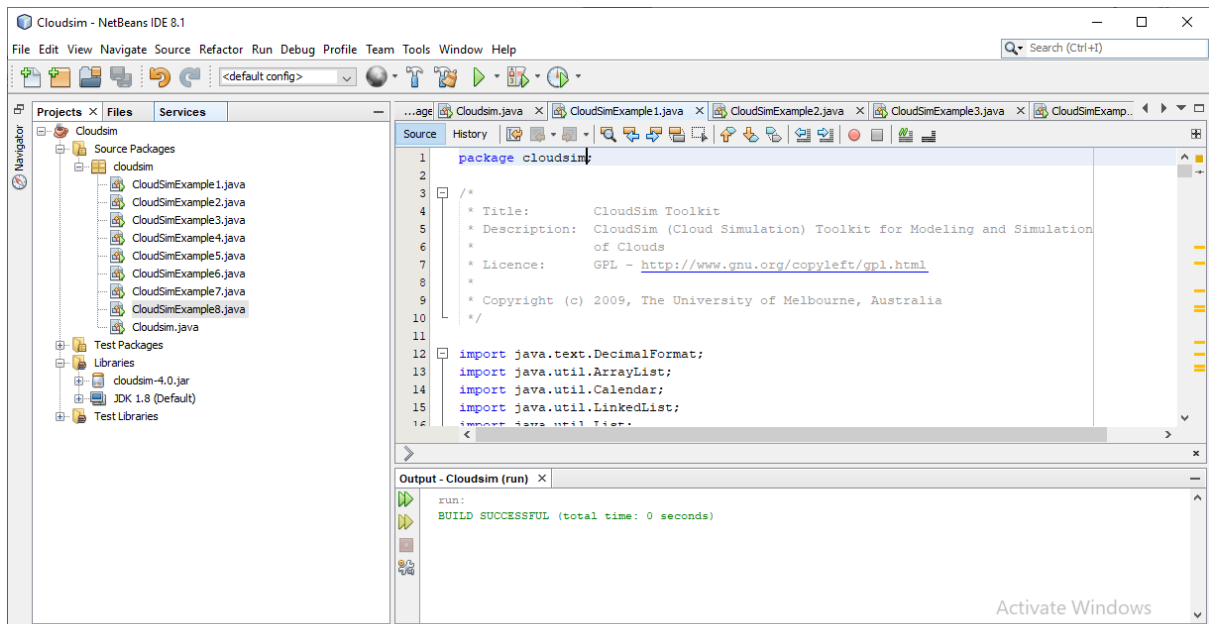 Cloudsim - NetBeans IDE 8.1
File Edit View Navigate Source Refactor Run Debug Profile Team Tools Window Help
Search (Ctrl+I)
<default config>
Projects Files Services
Navigator
Cloudsim
Source Packages
cloudsim
CloudSimExample1.java
CloudSimExample2.java
CloudSimExample3.java
CloudSimExample4.java
CloudSimExample5.java
CloudSimExample6.java
CloudSimExample7.java
CloudSimExample8.java
Cloudsim.java
Test Packages
Libraries
cloudsim-4.0.jar
JDK 1.8 (Default)
Test Libraries
...age Cloudsim.java CloudSimExample1.java CloudSimExample2.java CloudSimExample3.java CloudSimExamp..
Source History
1 package cloudsim;
2
3 /*
4 * Title: CloudSim Toolkit
5 * Description: CloudSim (Cloud Simulation) Toolkit for Modeling and Simulation
6 * of Clouds
7 * Licence: GPL - http://www.gnu.org/copyleft/gpl.html
8 *
9 * Copyright (c) 2009, The University of Melbourne, Australia
10 */
11
12 import java.text.DecimalFormat;
13 import java.util.ArrayList;
14 import java.util.Calendar;
15 import java.util.LinkedList;
16 import java.util.List;
Output - Cloudsim (run)
run:
BUILD SUCCESSFUL (total time: 0 seconds)
Activate Windows